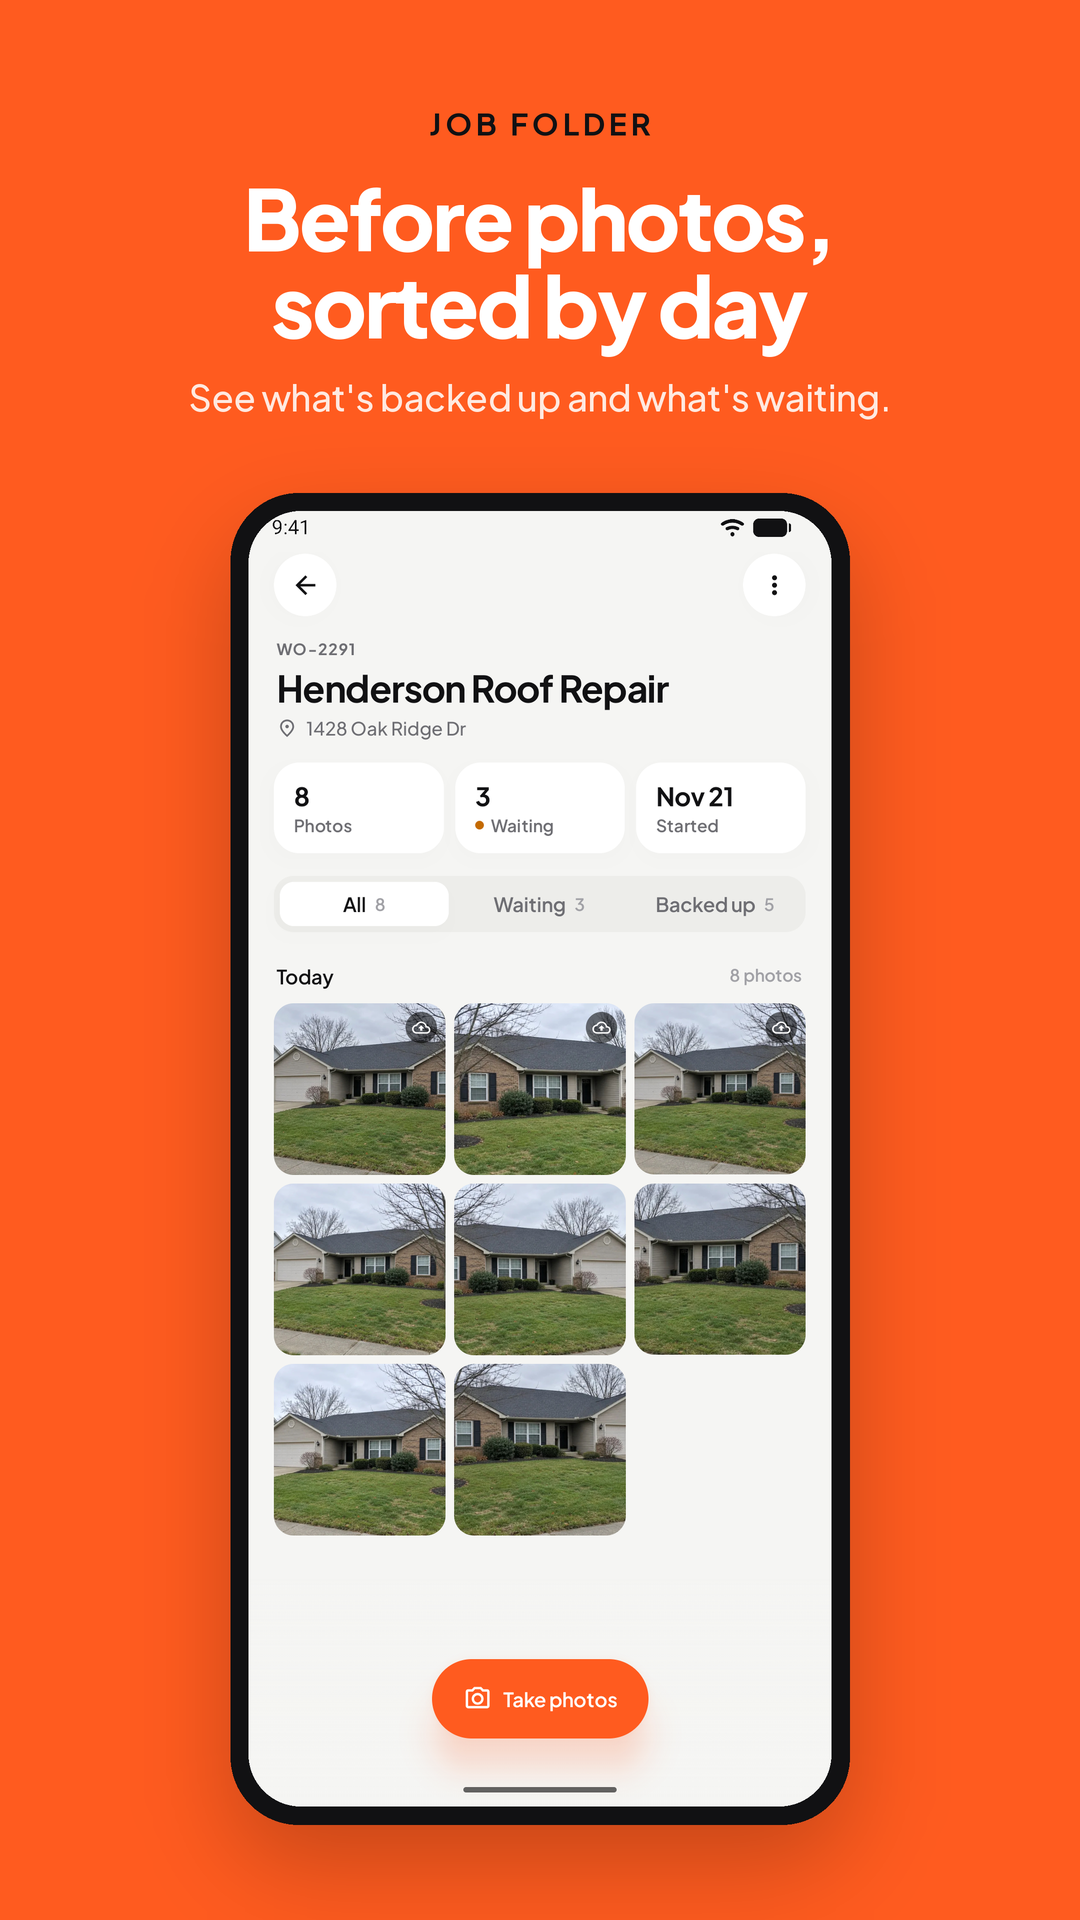 JOB FOLDER
Before photos,
sorted by day
See what's backed up and what's waiting.
9:41
WO-2291
Henderson Roof Repair
1428 Oak Ridge Dr
8
Photos
3
Waiting
Nov 21
Started
All 8
Waiting 3
Backed up 5
Today
8 photos
Take photos